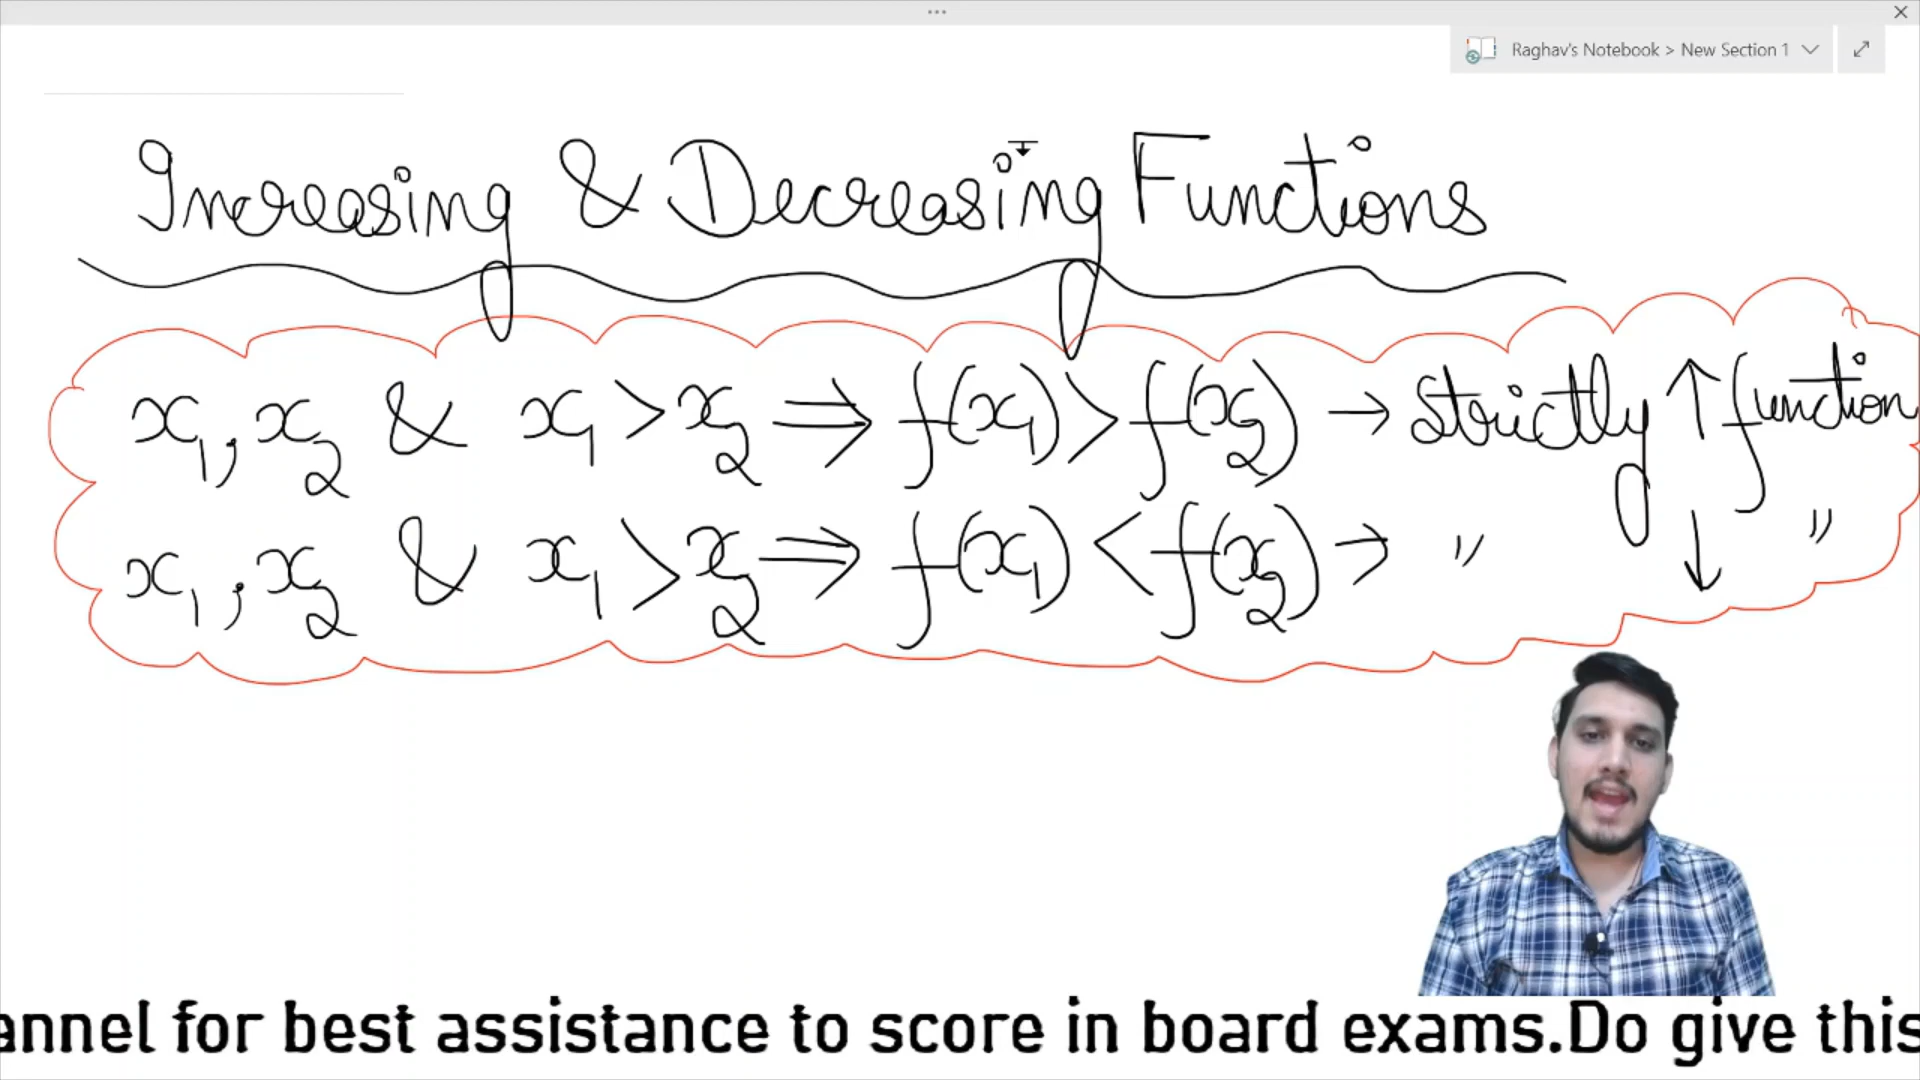 Raghav's Notebook > New Section 1
Increasing & Decreasing Functions
x₁, x₂ & x₁ > x₂ ⇒ f(x₁) > f(x₂) → Strictly ↑ function
x₁, x₂ & x₁ > x₂ ⇒ f(x₁) < f(x₂) → " ↓ "
annel for best assistance to score in board exams.Do give this